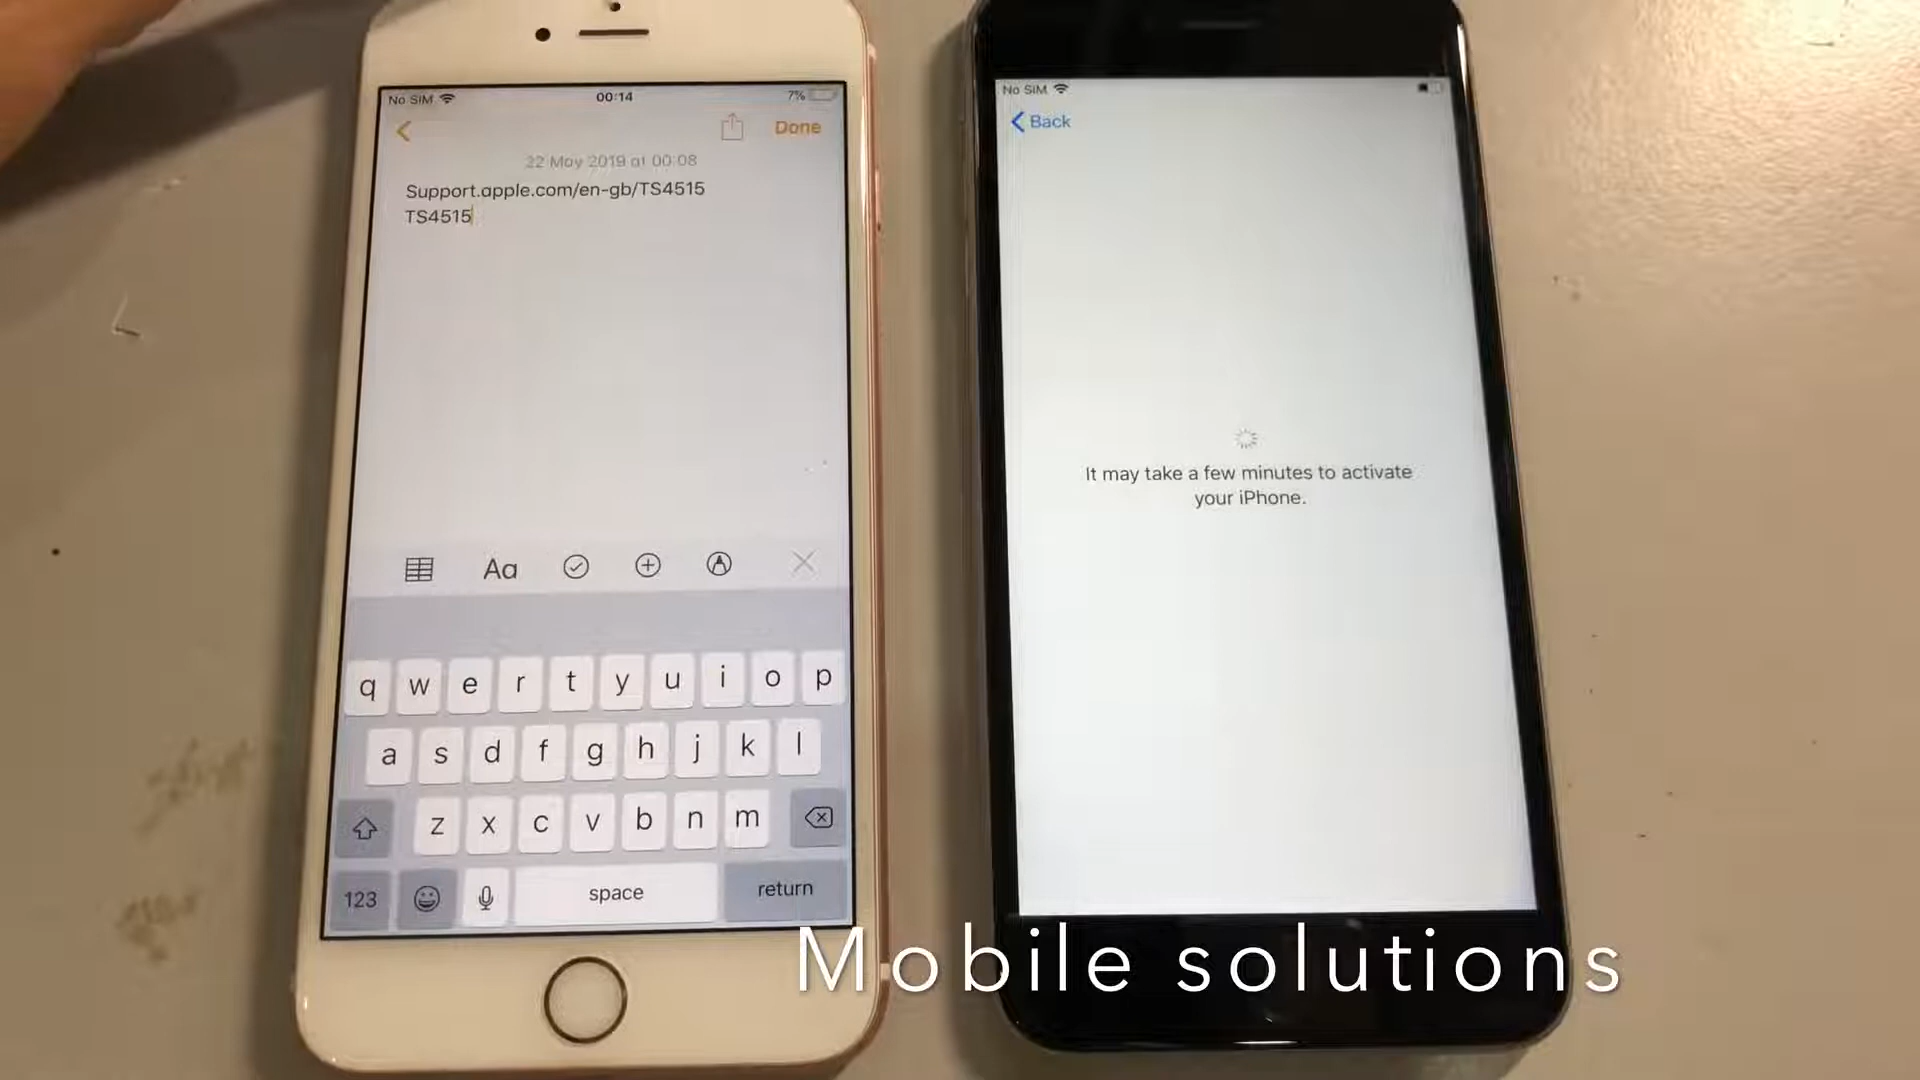 No SIM 00:14 7%
Done
22 May 2019 at 00:08
Support.apple.com/en-gb/TS4515
TS4515
Aa
q w e r t y u i o p
a s d f g h j k l
z x c v b n m
123 space return
No SIM
Back
It may take a few minutes to activate
your iPhone.
Mobile solutions